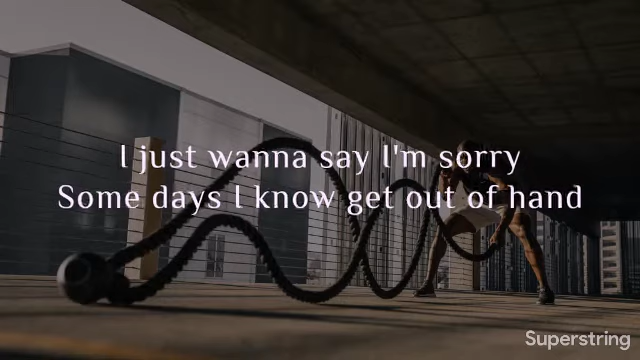 I just wanna say I'm sorry
Some days I know get out of hand
Superstring